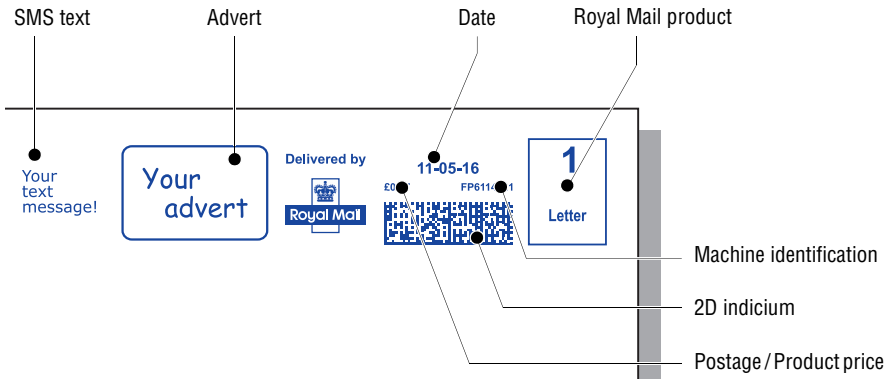 SMS text
Advert
Date
Royal Mail product
Your
text
message!
Your
advert
Delivered by
Royal Mail
11-05-16
1
Letter
Machine identification
2D indicium
Postage/Product price